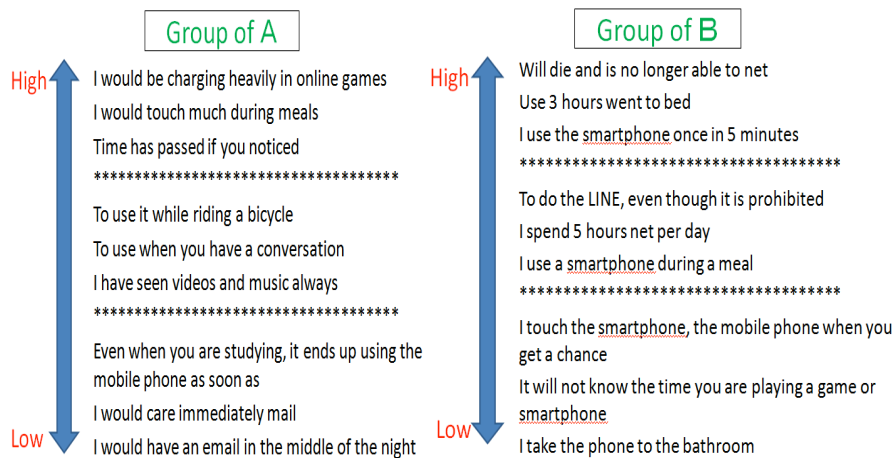 Group of A
High
I would be charging heavily in online games
I would touch much during meals
Time has passed if you noticed
*************************************
To use it while riding a bicycle
To use when you have a conversation
I have seen videos and music always
*************************************
Even when you are studying, it ends up using the
mobile phone as soon as
I would care immediately mail
Low
I would have an email in the middle of the night
Group of B
High
Will die and is no longer able to net
Use 3 hours went to bed
I use the smartphone once in 5 minutes
*************************************
To do the LINE, even though it is prohibited
I spend 5 hours net per day
I use a smartphone during a meal
*************************************
I touch the smartphone, the mobile phone when you
get a chance
It will not know the time you are playing a game or
smartphone
Low
I take the phone to the bathroom